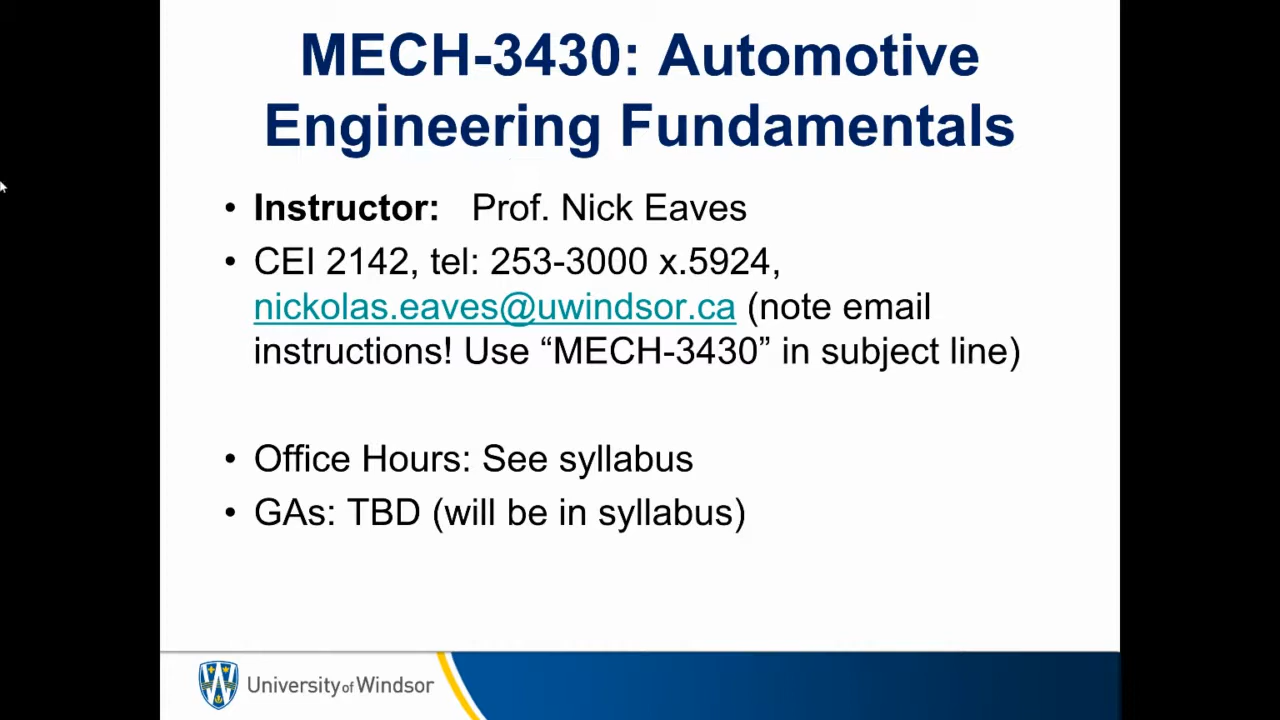 MECH-3430: Automotive
Engineering Fundamentals
• Instructor: Prof. Nick Eaves
• CEI 2142, tel: 253-3000 x.5924,
nickolas.eaves@uwindsor.ca (note email
instructions! Use “MECH-3430” in subject line)
• Office Hours: See syllabus
• GAs: TBD (will be in syllabus)
University of Windsor